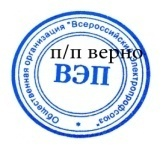 Общественная организация "Всероссийский Электропрофсоюз"
п/п верно
ВЭП